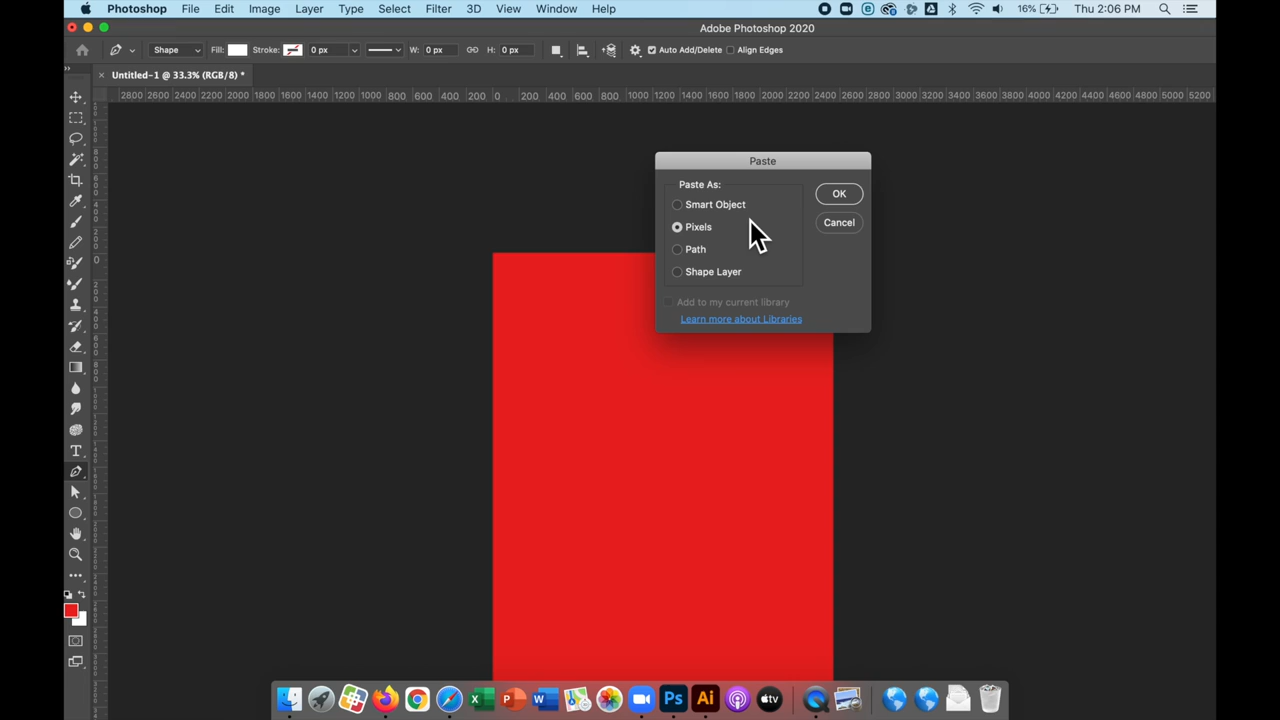 Photoshop File Edit Image Layer Type Select Filter 3D View Window Help 16% Thu 2:06 PM
Adobe Photoshop 2020
Shape Fill: Stroke: 0 px W: 0 px H: 0 px Auto Add/Delete Align Edges
Untitled-1 @ 33.3% (RGB/8) *
2800 2600 2400 2200 2000 1800 1600 1400 1200 1000 800 600 400 200 0 200 400 600 800 1000 1200 1400 1600 1800 2000 2200 2400 2600 2800 3000 3200 3400 3600 3800 4000 4200 4400 4600 4800 5000 5200
Paste
Paste As:
Smart Object
OK
Pixels
Cancel
Path
Shape Layer
Add to my current library
Learn more about Libraries
T
Ps Ai tv